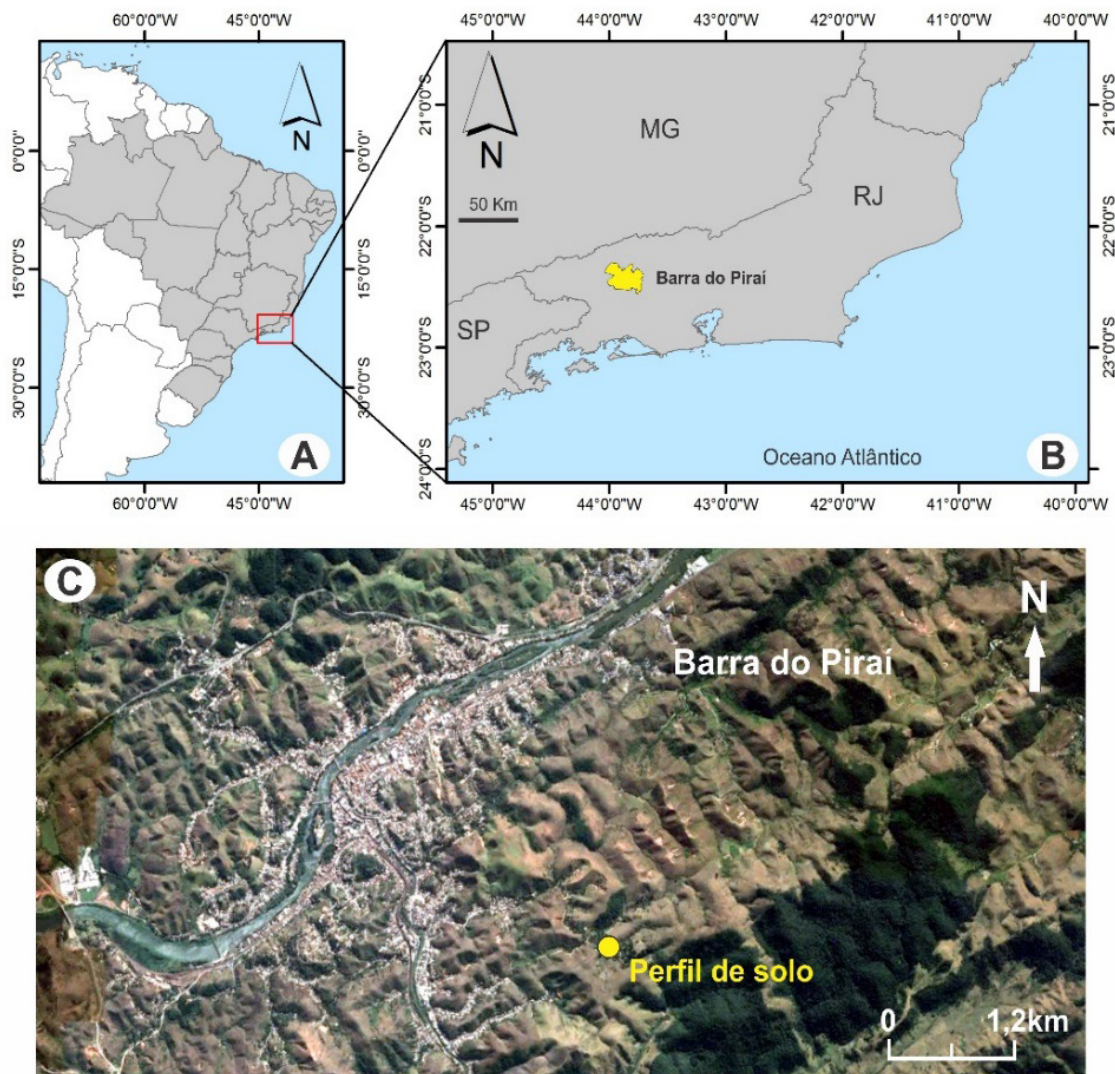 60°0'0"W 45°0'0"W
45°0'0"W 44°0'0"W 43°0'0"W 42°0'0"W 41°0'0"W 40°0'0"W
0°0'0"
15°0'0"S
30°0'0"S
N
0°0'0"
15°0'0"S
30°0'0"S
A
60°0'0"W 45°0'0"W
21°0'0"S
22°0'0"S
23°0'0"S
24°0'0"S
N
50 Km
MG
RJ
Barra do Piraí
SP
Oceano Atlântico
B
21°0'0"S
22°0'0"S
23°0'0"S
24°0'0"S
45°0'0"W 44°0'0"W 43°0'0"W 42°0'0"W 41°0'0"W 40°0'0"W
C
N
Barra do Piraí
Perfil de solo
0 1,2km